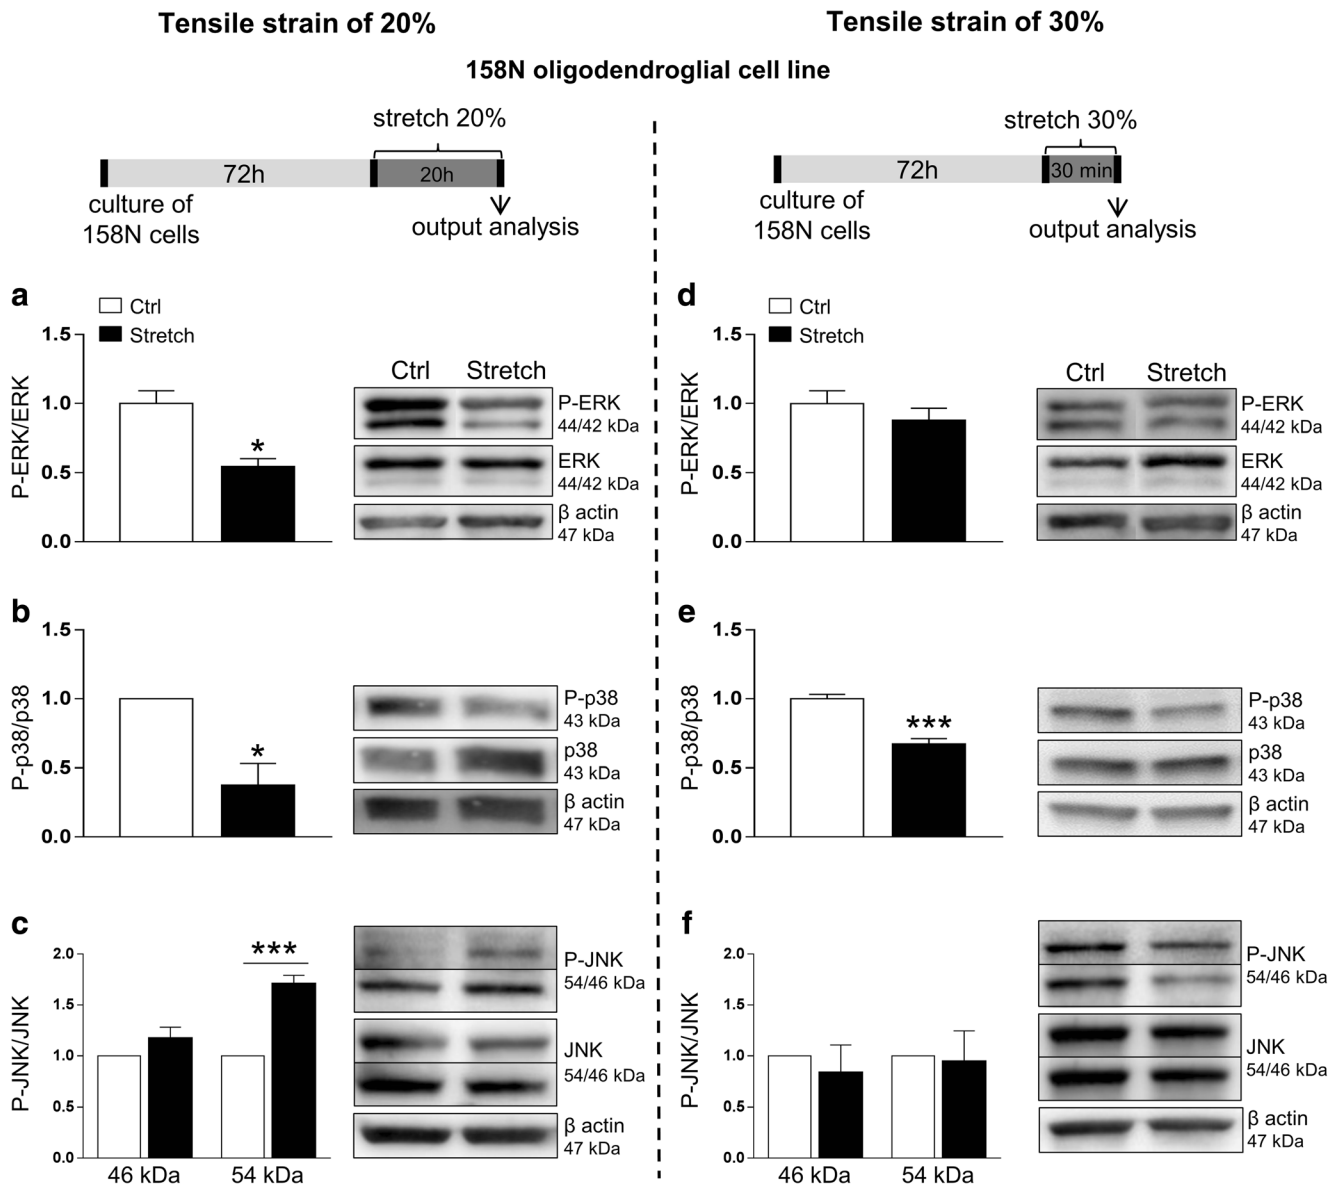 Tensile strain of 20%
Tensile strain of 30%
158N oligodendroglial cell line
stretch 20%
72h
20h
culture of
158N cells
output analysis
stretch 30%
72h
30 min
culture of
158N cells
output analysis
a
Ctrl
Stretch
P-ERK/ERK
1.5
1.0
0.5
0.0
*
Ctrl Stretch
P-ERK
44/42 kDa
ERK
44/42 kDa
β actin
47 kDa
d
Ctrl
Stretch
P-ERK/ERK
1.5
1.0
0.5
0.0
Ctrl Stretch
P-ERK
44/42 kDa
ERK
44/42 kDa
β actin
47 kDa
b
P-p38/p38
1.5
1.0
0.5
0.0
*
P-p38
43 kDa
p38
43 kDa
β actin
47 kDa
e
P-p38/p38
1.5
1.0
0.5
0.0
***
P-p38
43 kDa
p38
43 kDa
β actin
47 kDa
c
P-JNK/JNK
2.0
1.5
1.0
0.5
0.0
***
46 kDa 54 kDa
P-JNK
54/46 kDa
JNK
54/46 kDa
β actin
47 kDa
f
P-JNK/JNK
2.0
1.5
1.0
0.5
0.0
46 kDa 54 kDa
P-JNK
54/46 kDa
JNK
54/46 kDa
β actin
47 kDa